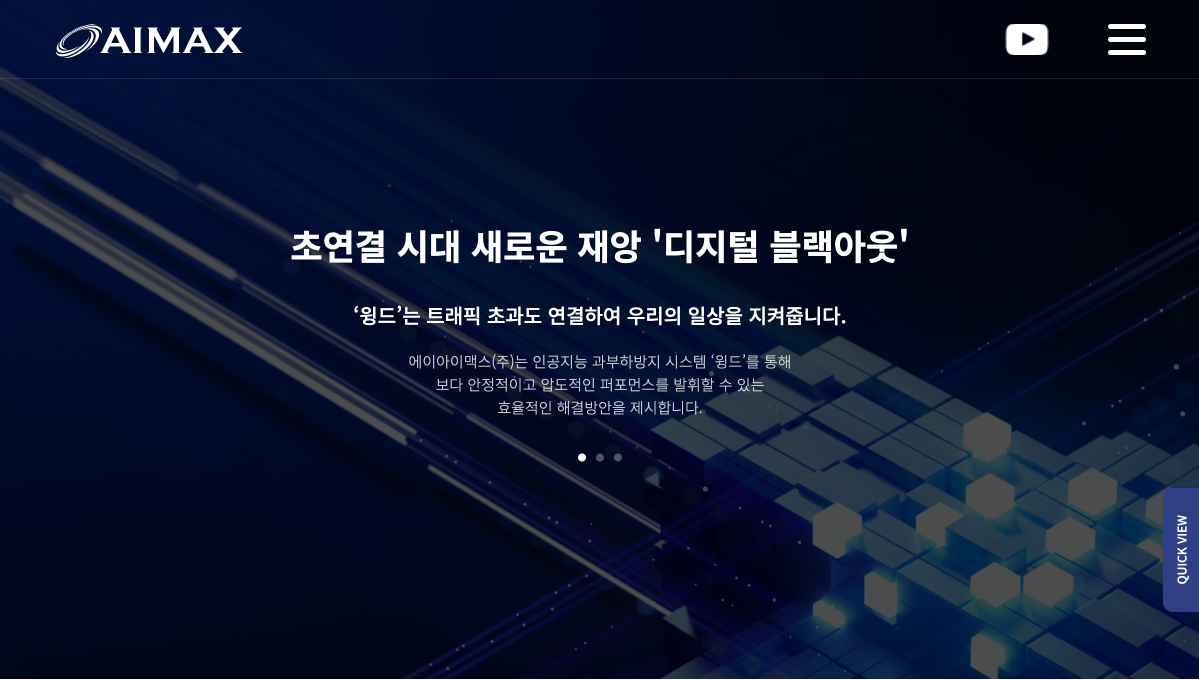 AIMAX
초연결 시대 새로운 재앙 '디지털 블랙아웃'
‘윙드’는 트래픽 초과도 연결하여 우리의 일상을 지켜줍니다.
에이아이맥스(주)는 인공지능 과부하방지 시스템 ‘윙드’를 통해
보다 안정적이고 압도적인 퍼포먼스를 발휘할 수 있는
효율적인 해결방안을 제시합니다.
QUICK VIEW